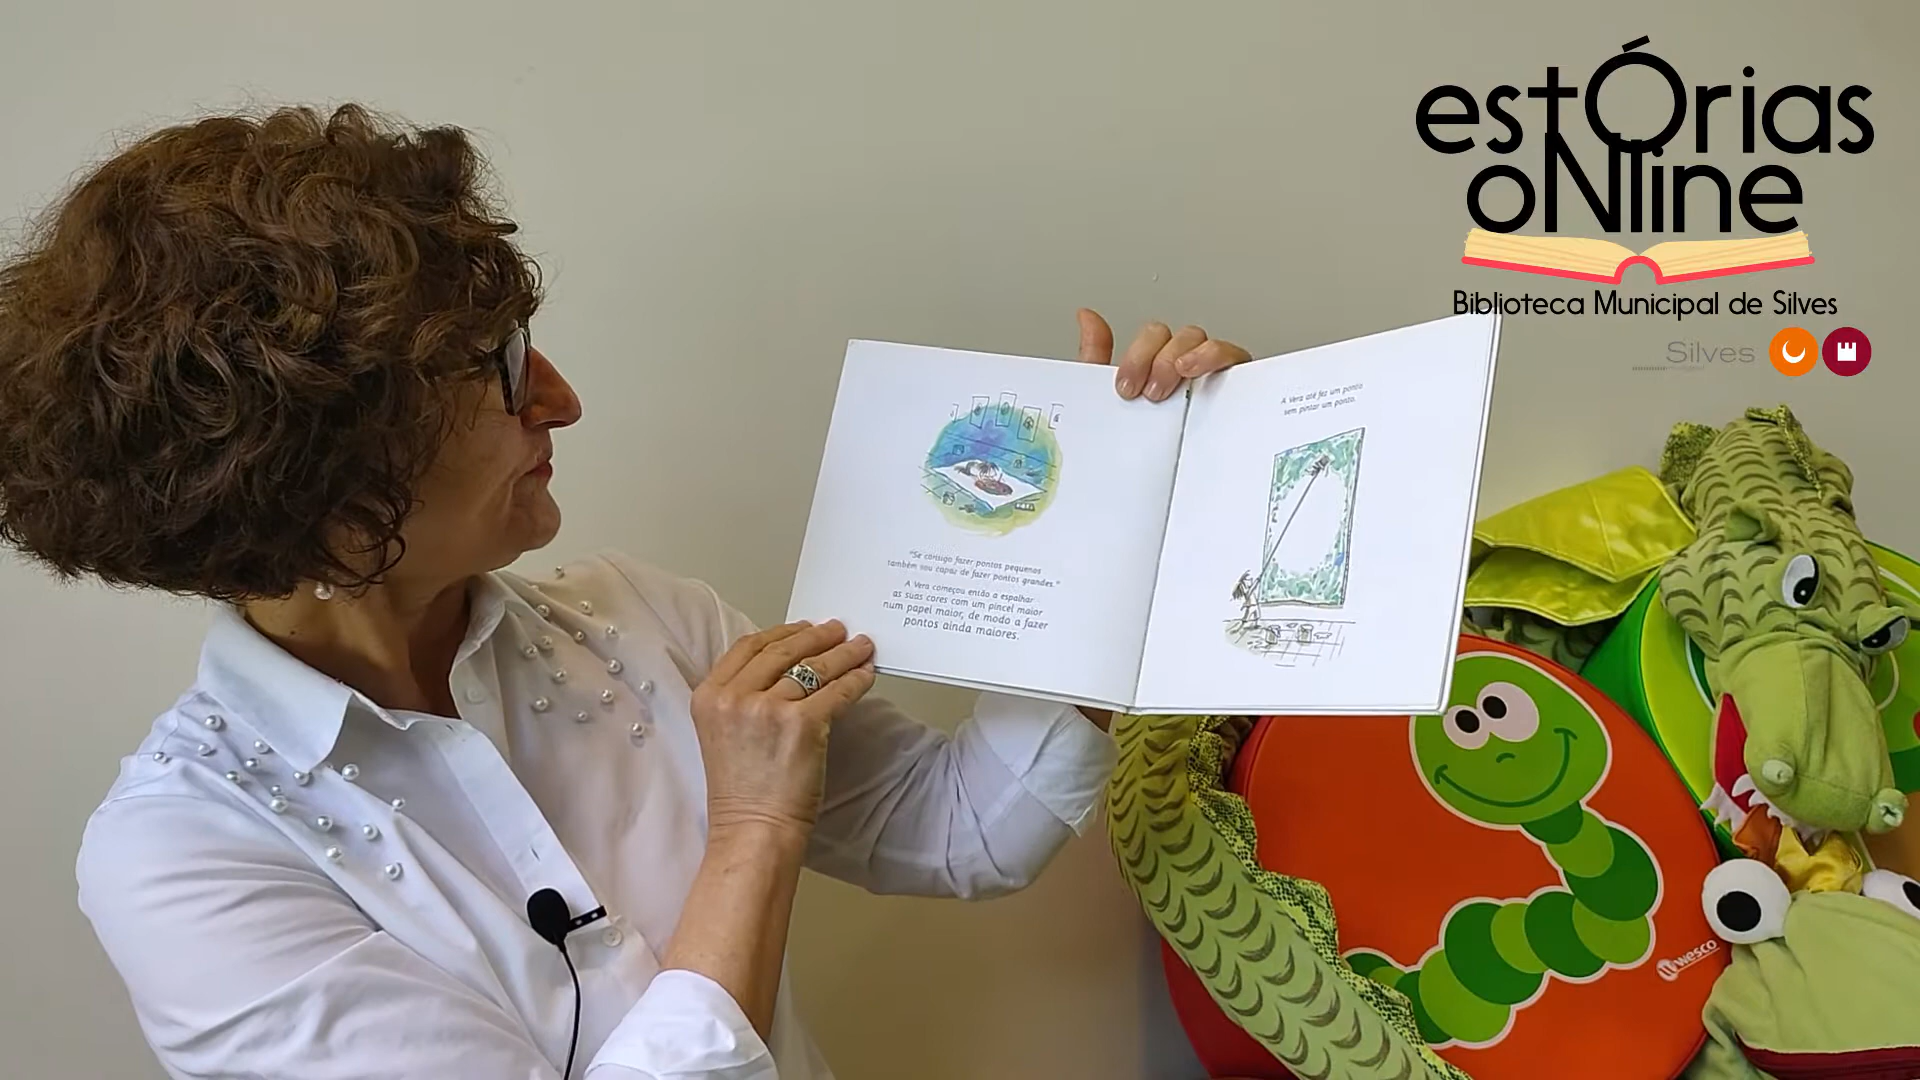 estÓrias
oNline
Biblioteca Municipal de Silves
Silves
A Vera até fez um ponto
sem pintar um ponto.
"Se consigo fazer pontos pequenos
também sou capaz de fazer pontos grandes."
A Vera começou então a espalhar
as suas cores com um pincel maior
num papel maior, de modo a fazer
pontos ainda maiores.
wesco